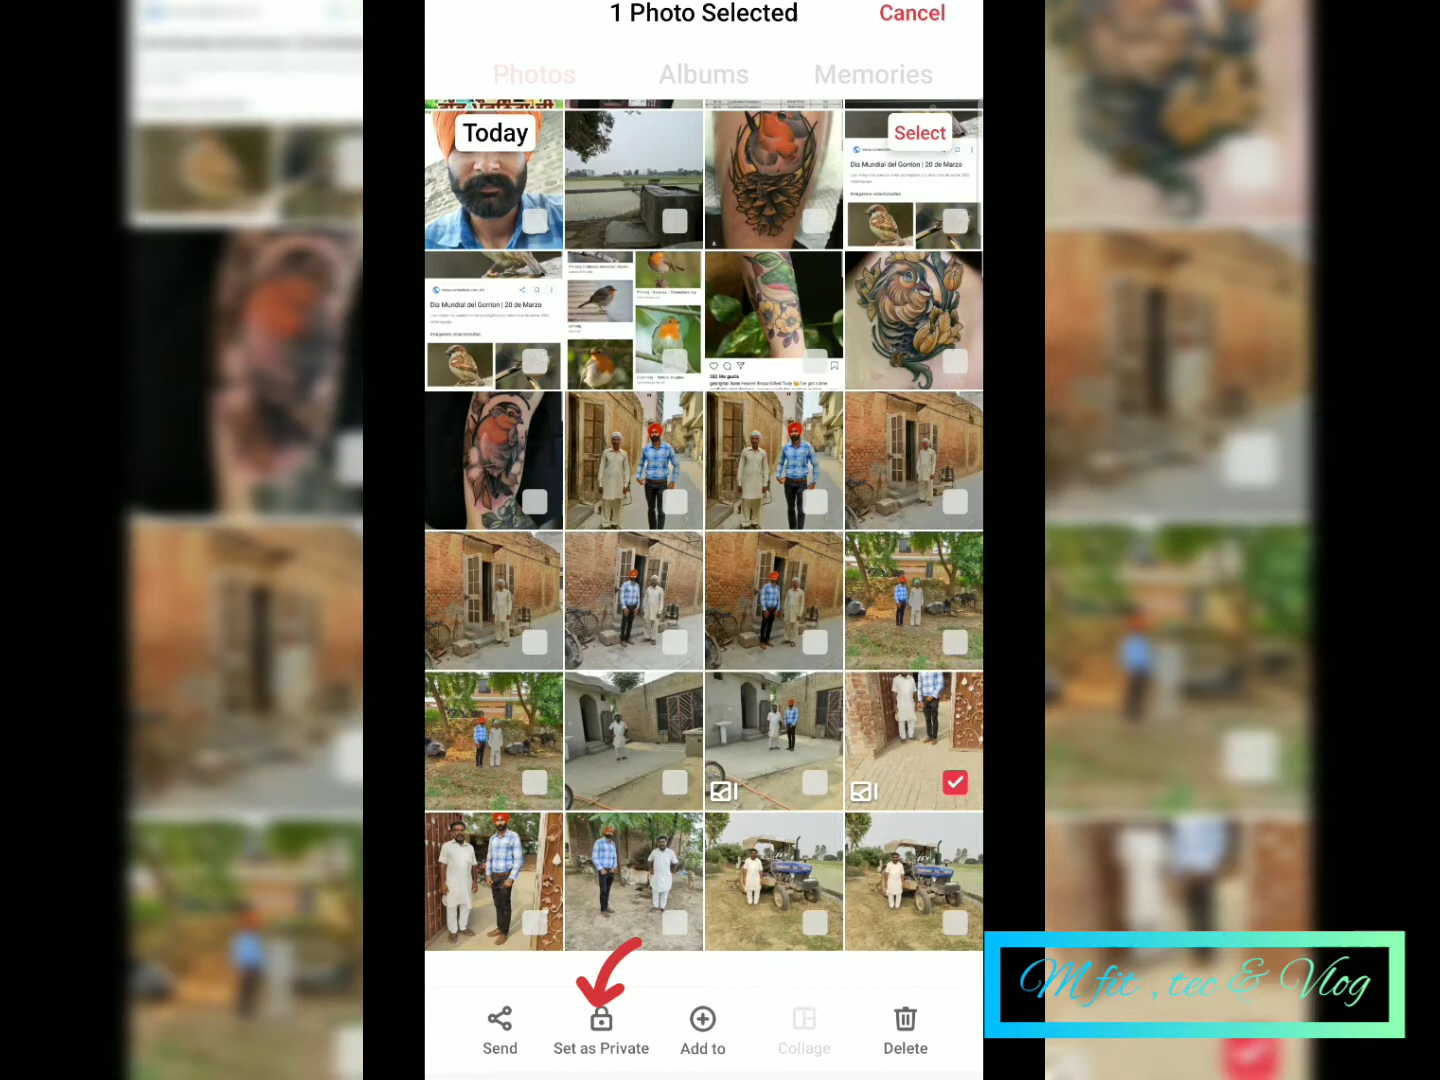 1 Photo Selected
Cancel
Photos
Albums
Memories
Today
Select
Dia Mundial del Gorrion | 20 de Marzo
Dia Mundial del Gorrion | 20 de Marzo
Send
Set as Private
Add to
Collage
Delete
M fit , tec & Vlog